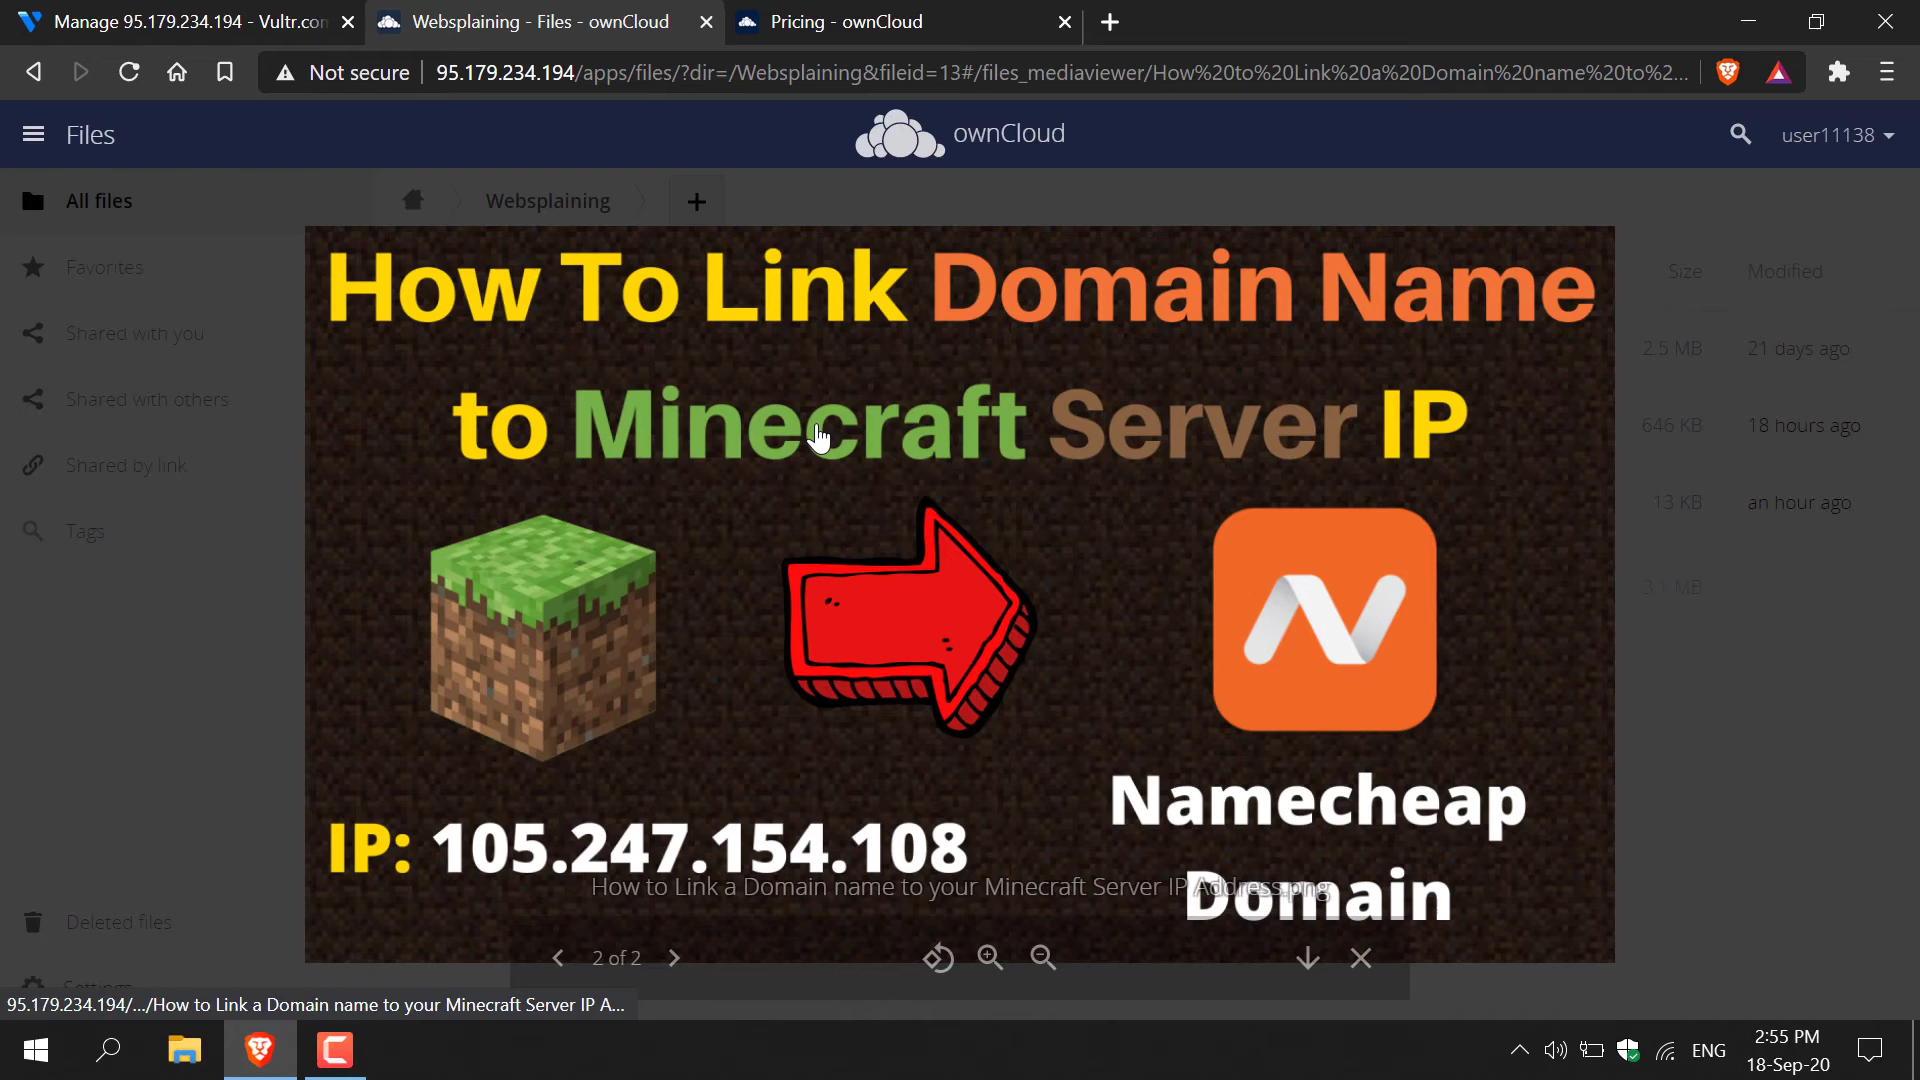 Manage 95.179.234.194 - Vultr.com
Websplaining - Files - ownCloud
Pricing - ownCloud
Not secure
95.179.234.194/apps/files/?dir=/Websplaining&fileid=13#/files_mediaviewer/How%20to%20Link%20a%20Domain%20name%20to%2...
Files
ownCloud
user11138
All files
Websplaining
Favorites
Size
Modified
Shared with you
2.5 MB
21 days ago
Shared with others
646 KB
18 hours ago
Shared by link
13 KB
an hour ago
Tags
3.1 MB
How To Link Domain Name
to Minecraft Server IP
Namecheap
Domain
IP: 105.247.154.108
How to Link a Domain name to your Minecraft Server IP Address.png
Deleted files
2 of 2
Settings
95.179.234.194/.../How to Link a Domain name to your Minecraft Server IP A...
ENG
2:55 PM
18-Sep-20